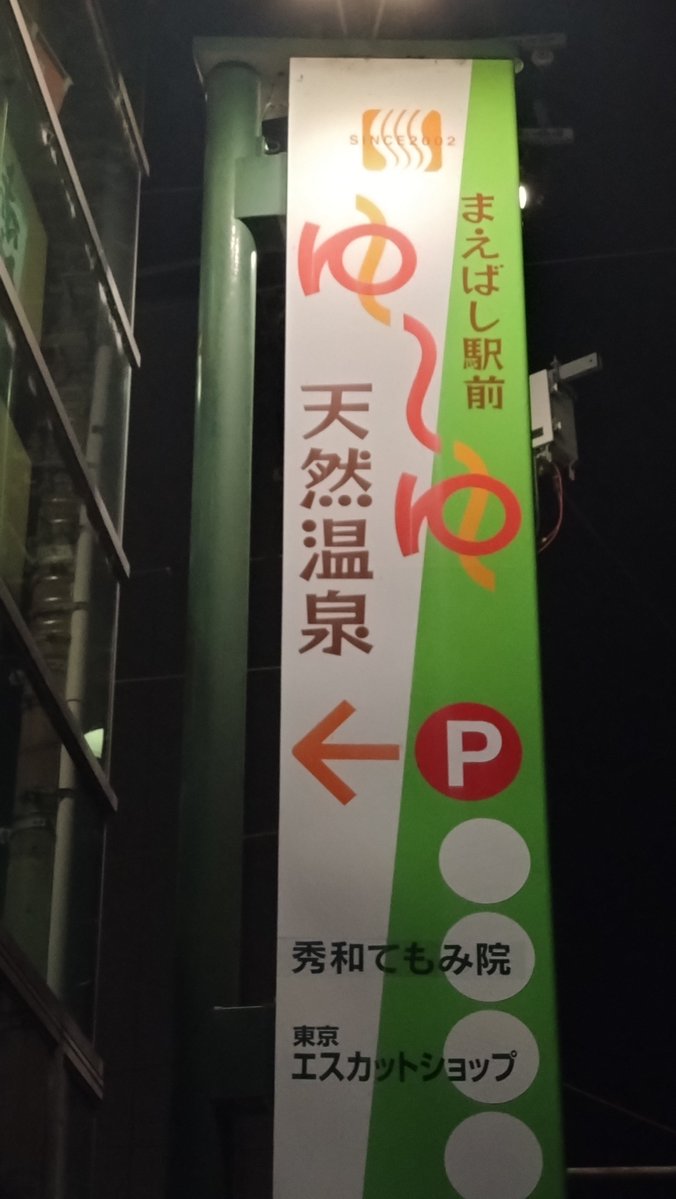 SINCE2002
まえばし駅前
ゆ〜ゆ
天然温泉
P
秀和てもみ院
東京
エスカットショップ